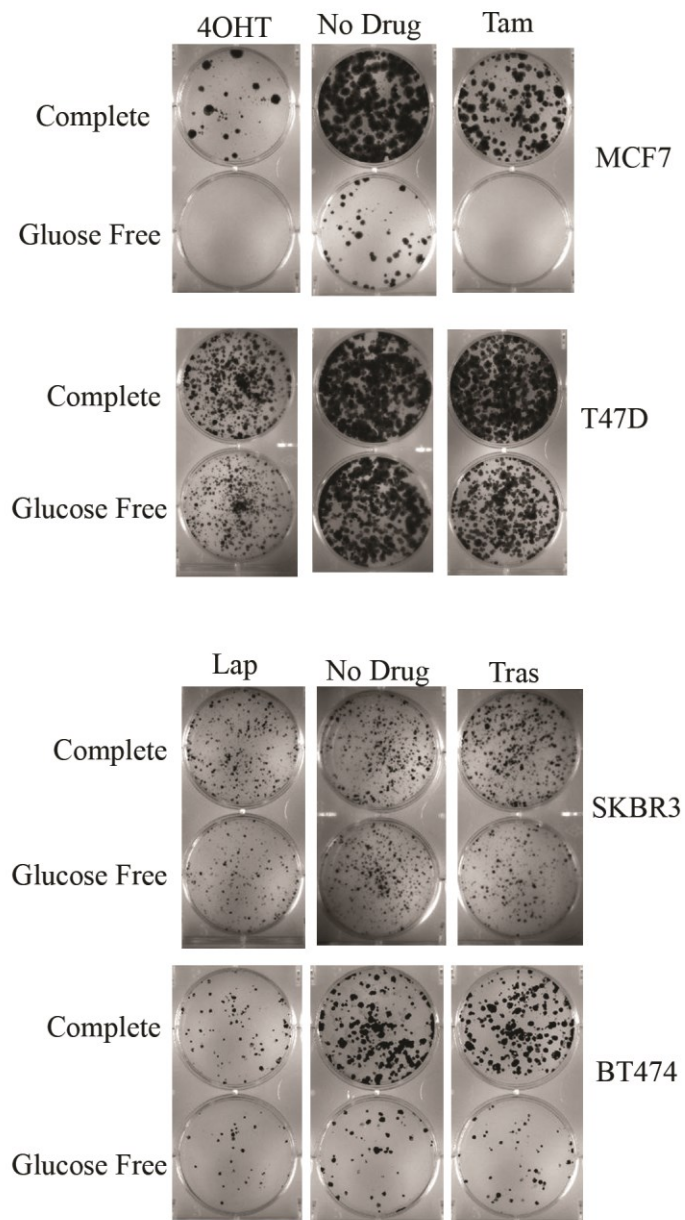 4OHT No Drug Tam
Complete
MCF7
Gluose Free
Complete
T47D
Glucose Free
Lap No Drug Tras
Complete
SKBR3
Glucose Free
Complete
BT474
Glucose Free